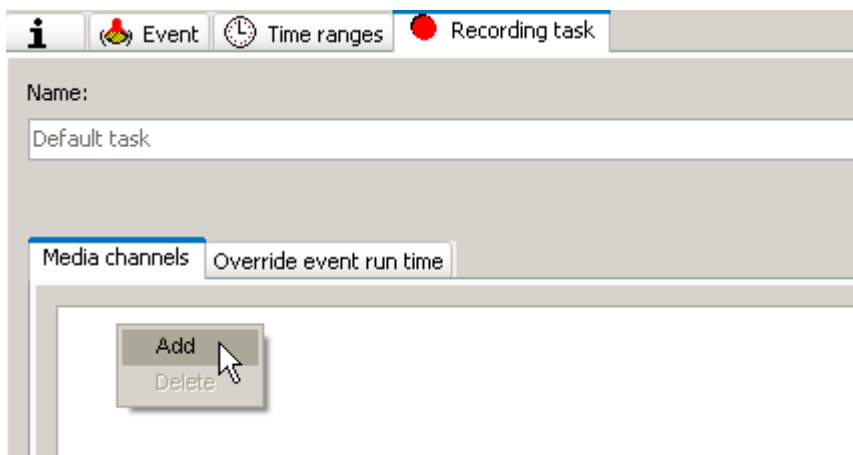 i Event Time ranges Recording task
Name:
Default task
Media channels Override event run time
Add
Delete